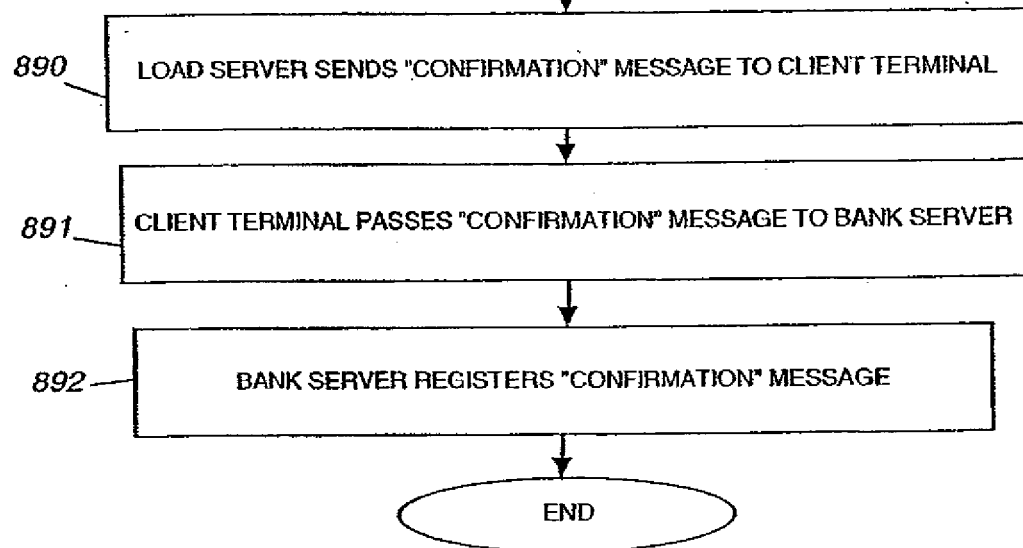 890
LOAD SERVER SENDS "CONFIRMATION" MESSAGE TO CLIENT TERMINAL
891
CLIENT TERMINAL PASSES "CONFIRMATION" MESSAGE TO BANK SERVER
892
BANK SERVER REGISTERS "CONFIRMATION" MESSAGE
END